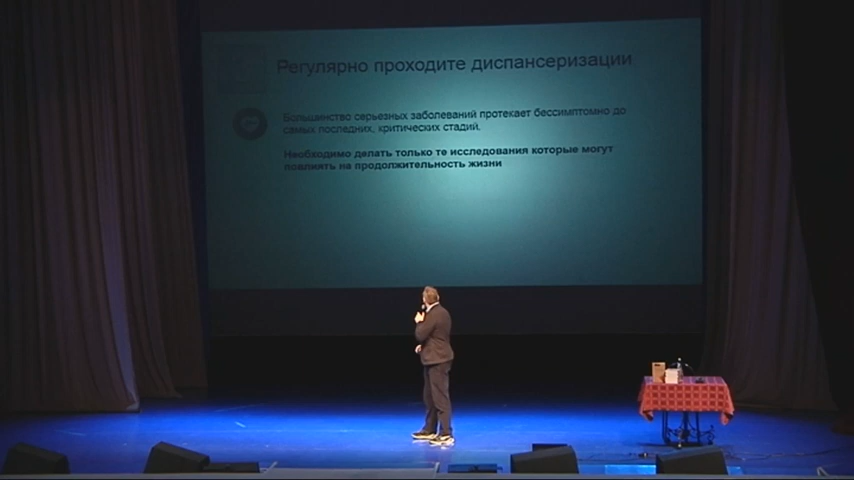 Регулярно проходите диспансеризации
Большинство серьезных заболеваний протекает бессимптомно до
самых последних, критических стадий.
Необходимо делать только те исследования которые могут
повлиять на продолжительность жизни